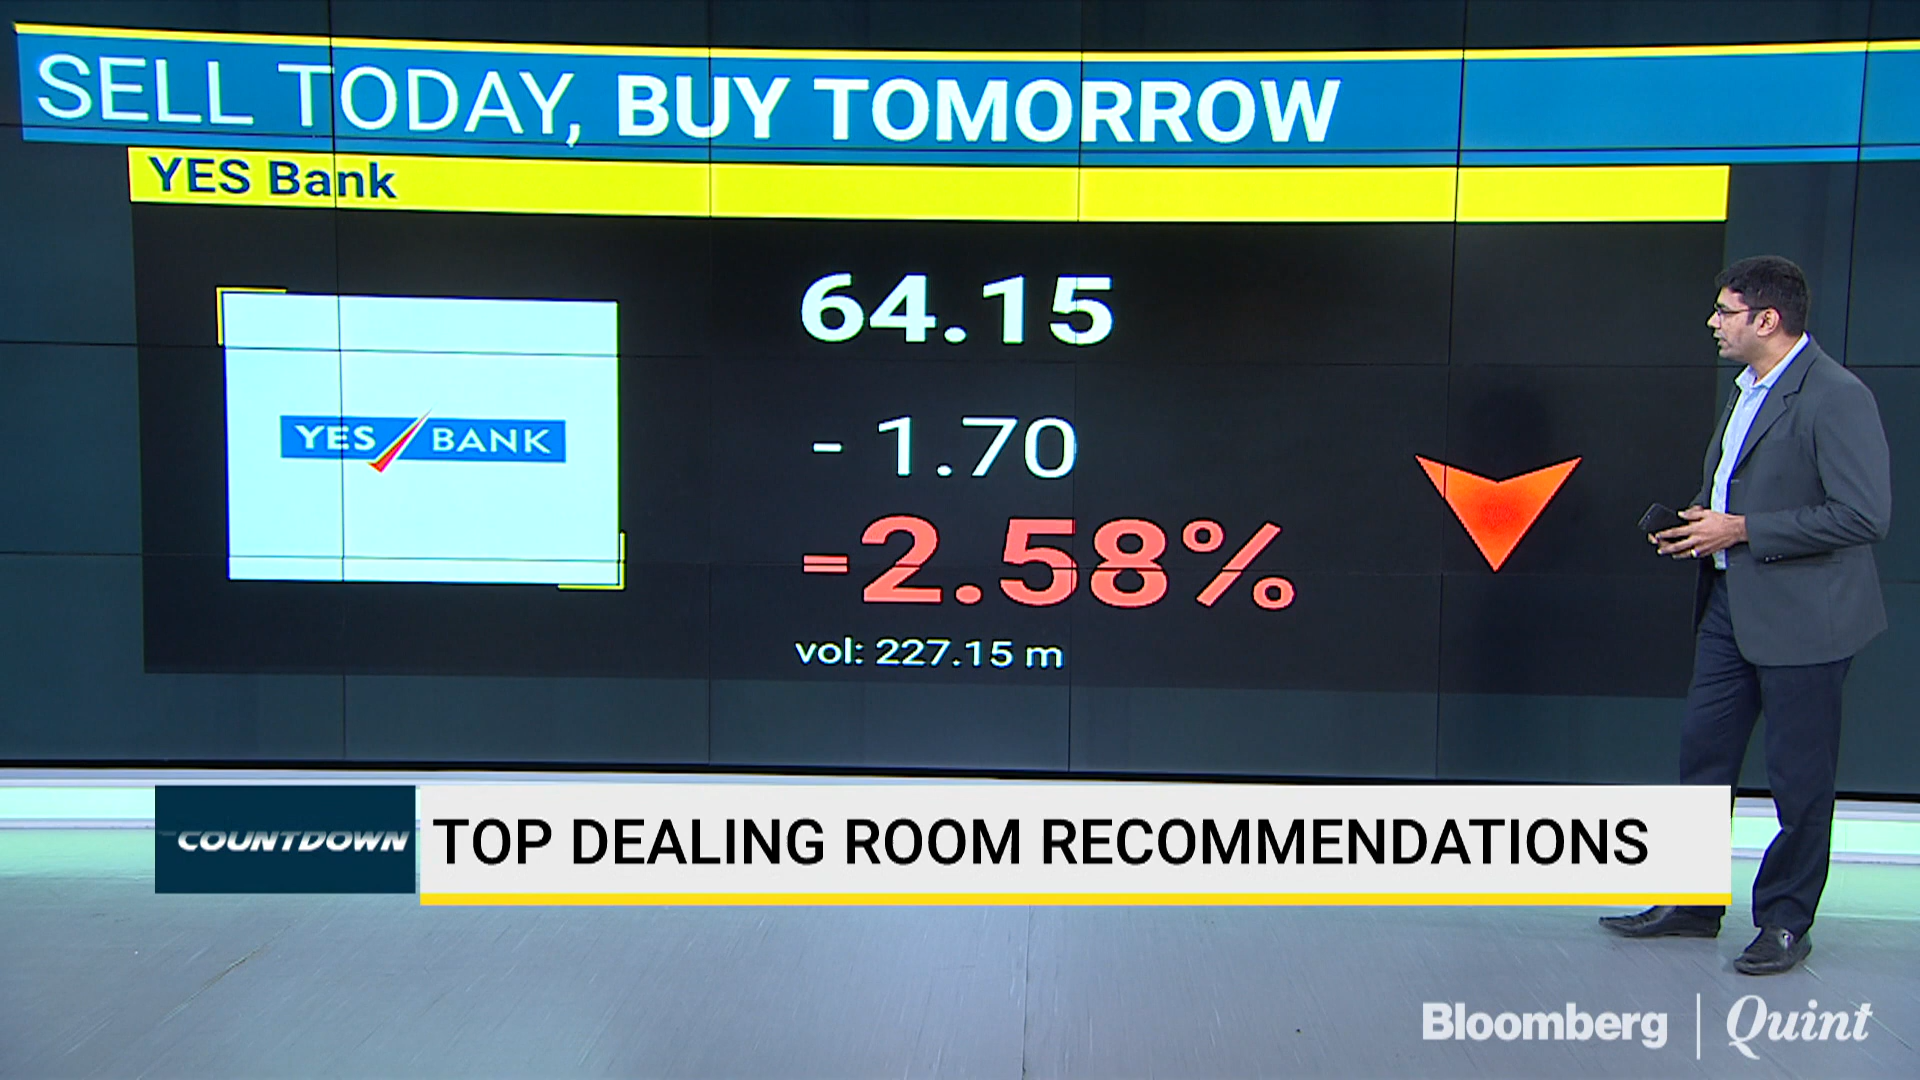 SELL TODAY, BUY TOMORROW
YES Bank
YES BANK
64.15
- 1.70
-2.58%
vol: 227.15 m
COUNTDOWN
TOP DEALING ROOM RECOMMENDATIONS
Bloomberg | Quint